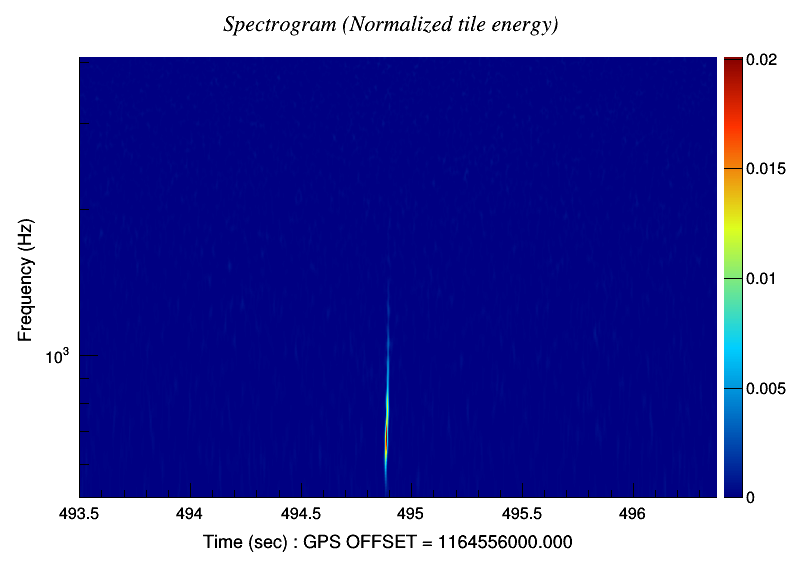 Spectrogram (Normalized tile energy)
0.02
0.015
0.01
0.005
0
Frequency (Hz)
10³
493.5 494 494.5 495 495.5 496
Time (sec) : GPS OFFSET = 1164556000.000